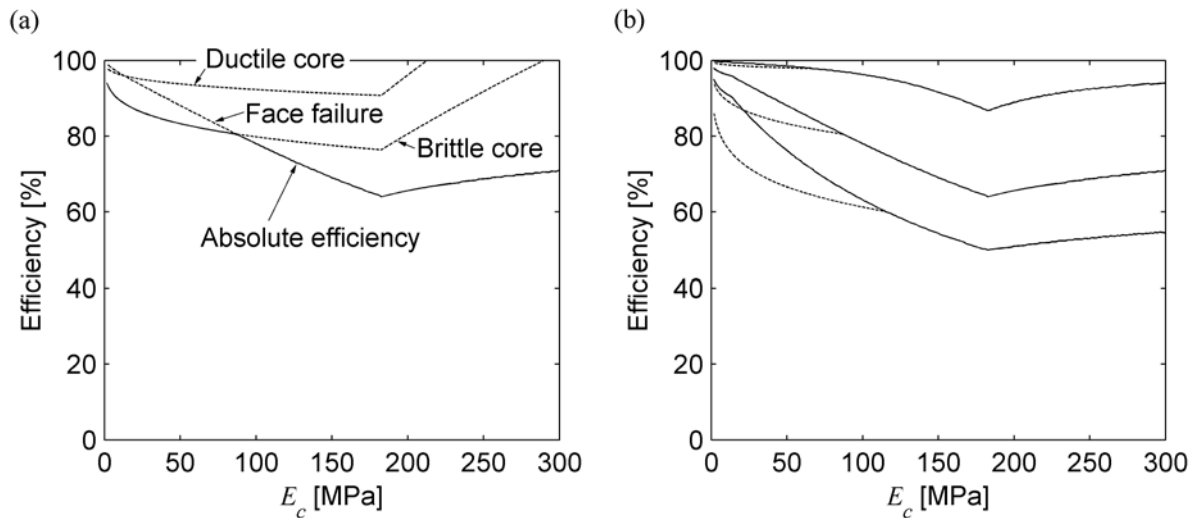 (a)
100
80
60
40
20
0
Efficiency [%]
Ductile core
Face failure
Brittle core
Absolute efficiency
0 50 100 150 200 250 300
E_c [MPa]
(b)
100
80
60
40
20
0
Efficiency [%]
0 50 100 150 200 250 300
E_c [MPa]